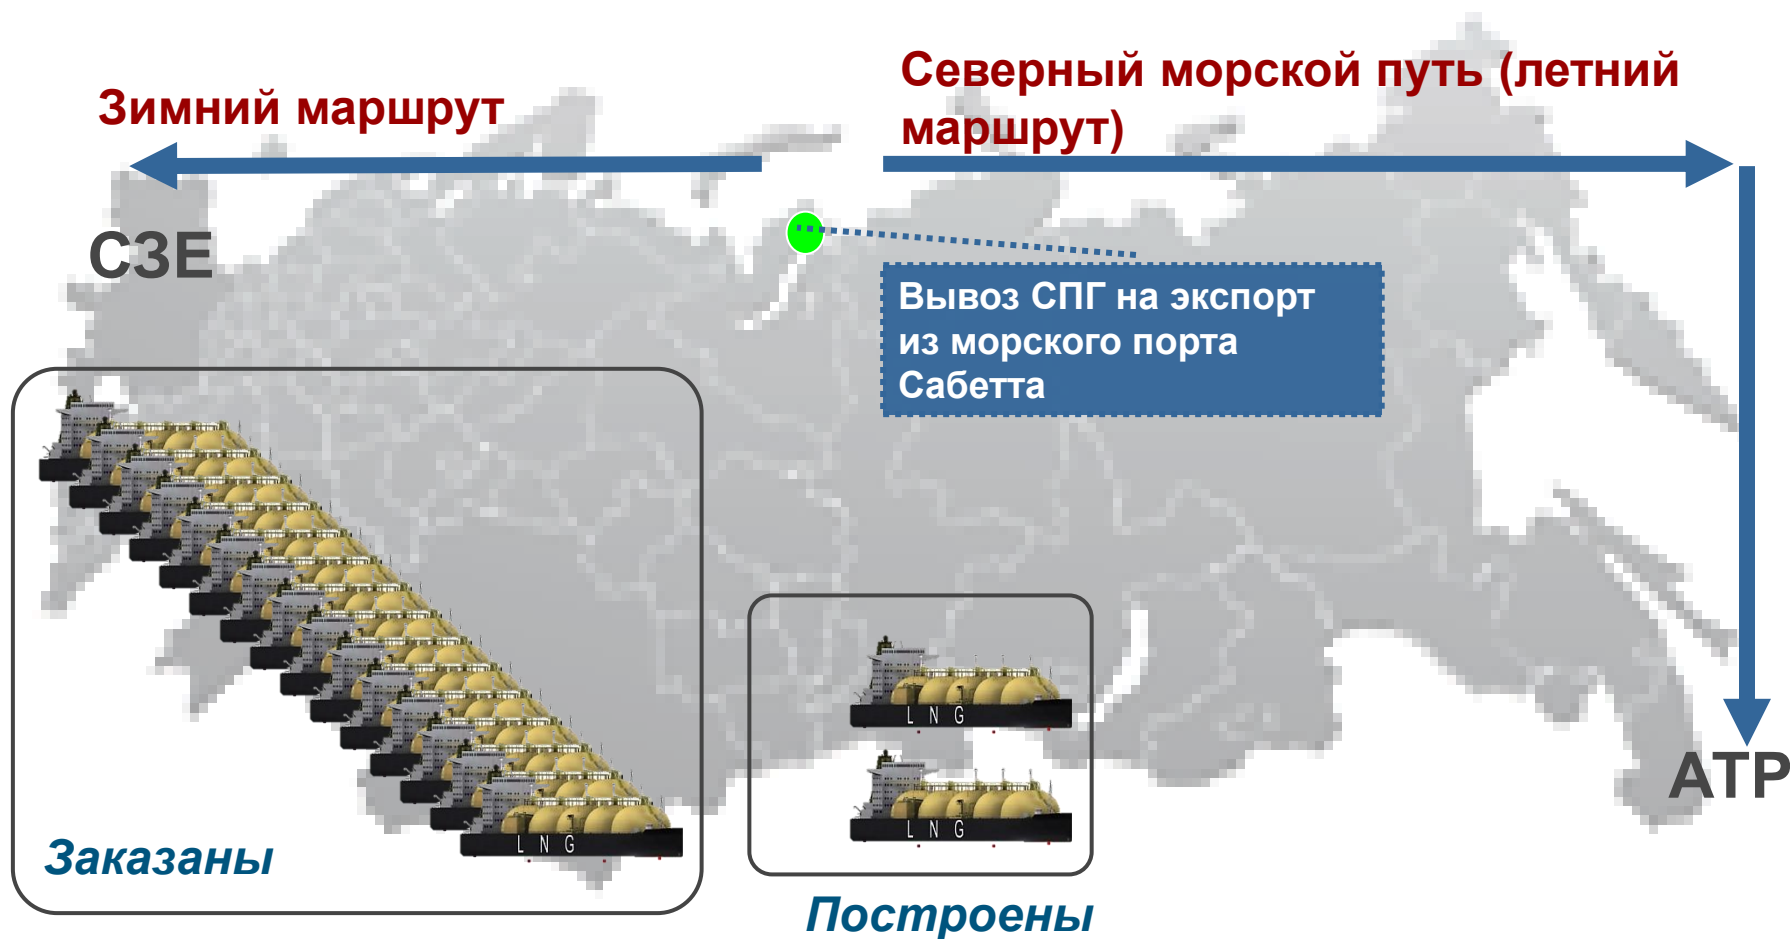 Зимний маршрут
Северный морской путь (летний
маршрут)
СЗЕ
Вывоз СПГ на экспорт
из морского порта
Сабетта
L N G
L N G
L N G
АТР
Заказаны
Построены